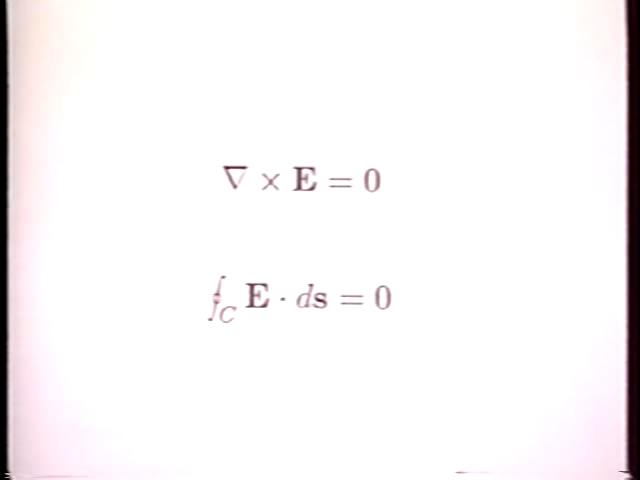 ∇ × E = 0
∮_C E · ds = 0